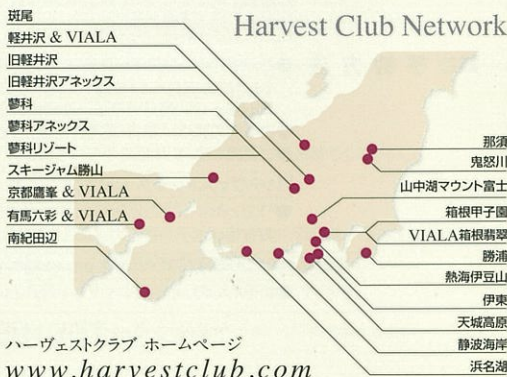 Harvest Club Network
斑尾
軽井沢 & VIALA
旧軽井沢
旧軽井沢アネックス
蓼科
蓼科アネックス
蓼科リゾート
スキージャム勝山
京都鷹峯 & VIALA
有馬六彩 & VIALA
南紀田辺
那須
鬼怒川
山中湖マウント富士
箱根甲子園
VIALA箱根翡翠
勝浦
熱海伊豆山
伊東
天城高原
静波海岸
浜名湖
ハーヴェストクラブ ホームページ
www.harvestclub.com